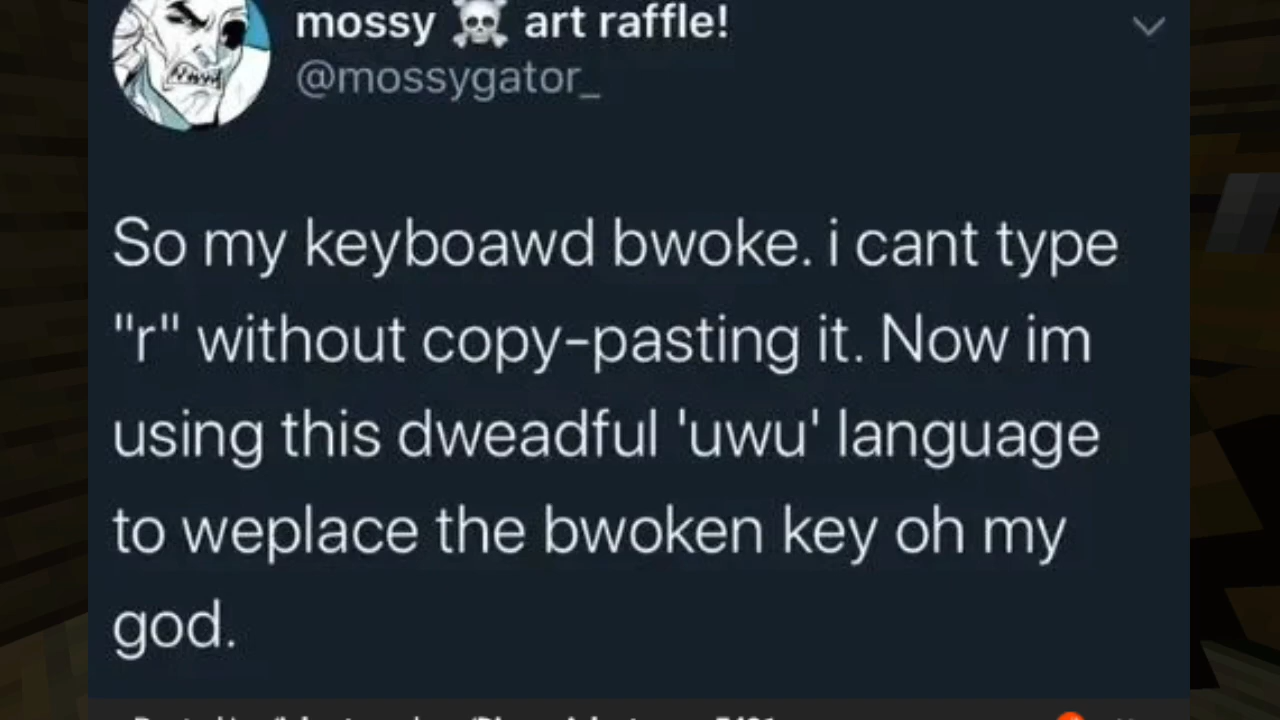 mossy ☠️ art raffle!
@mossygator_
So my keyboawd bwoke. i cant type
"r" without copy-pasting it. Now im
using this dweadful 'uwu' language
to weplace the bwoken key oh my
god.